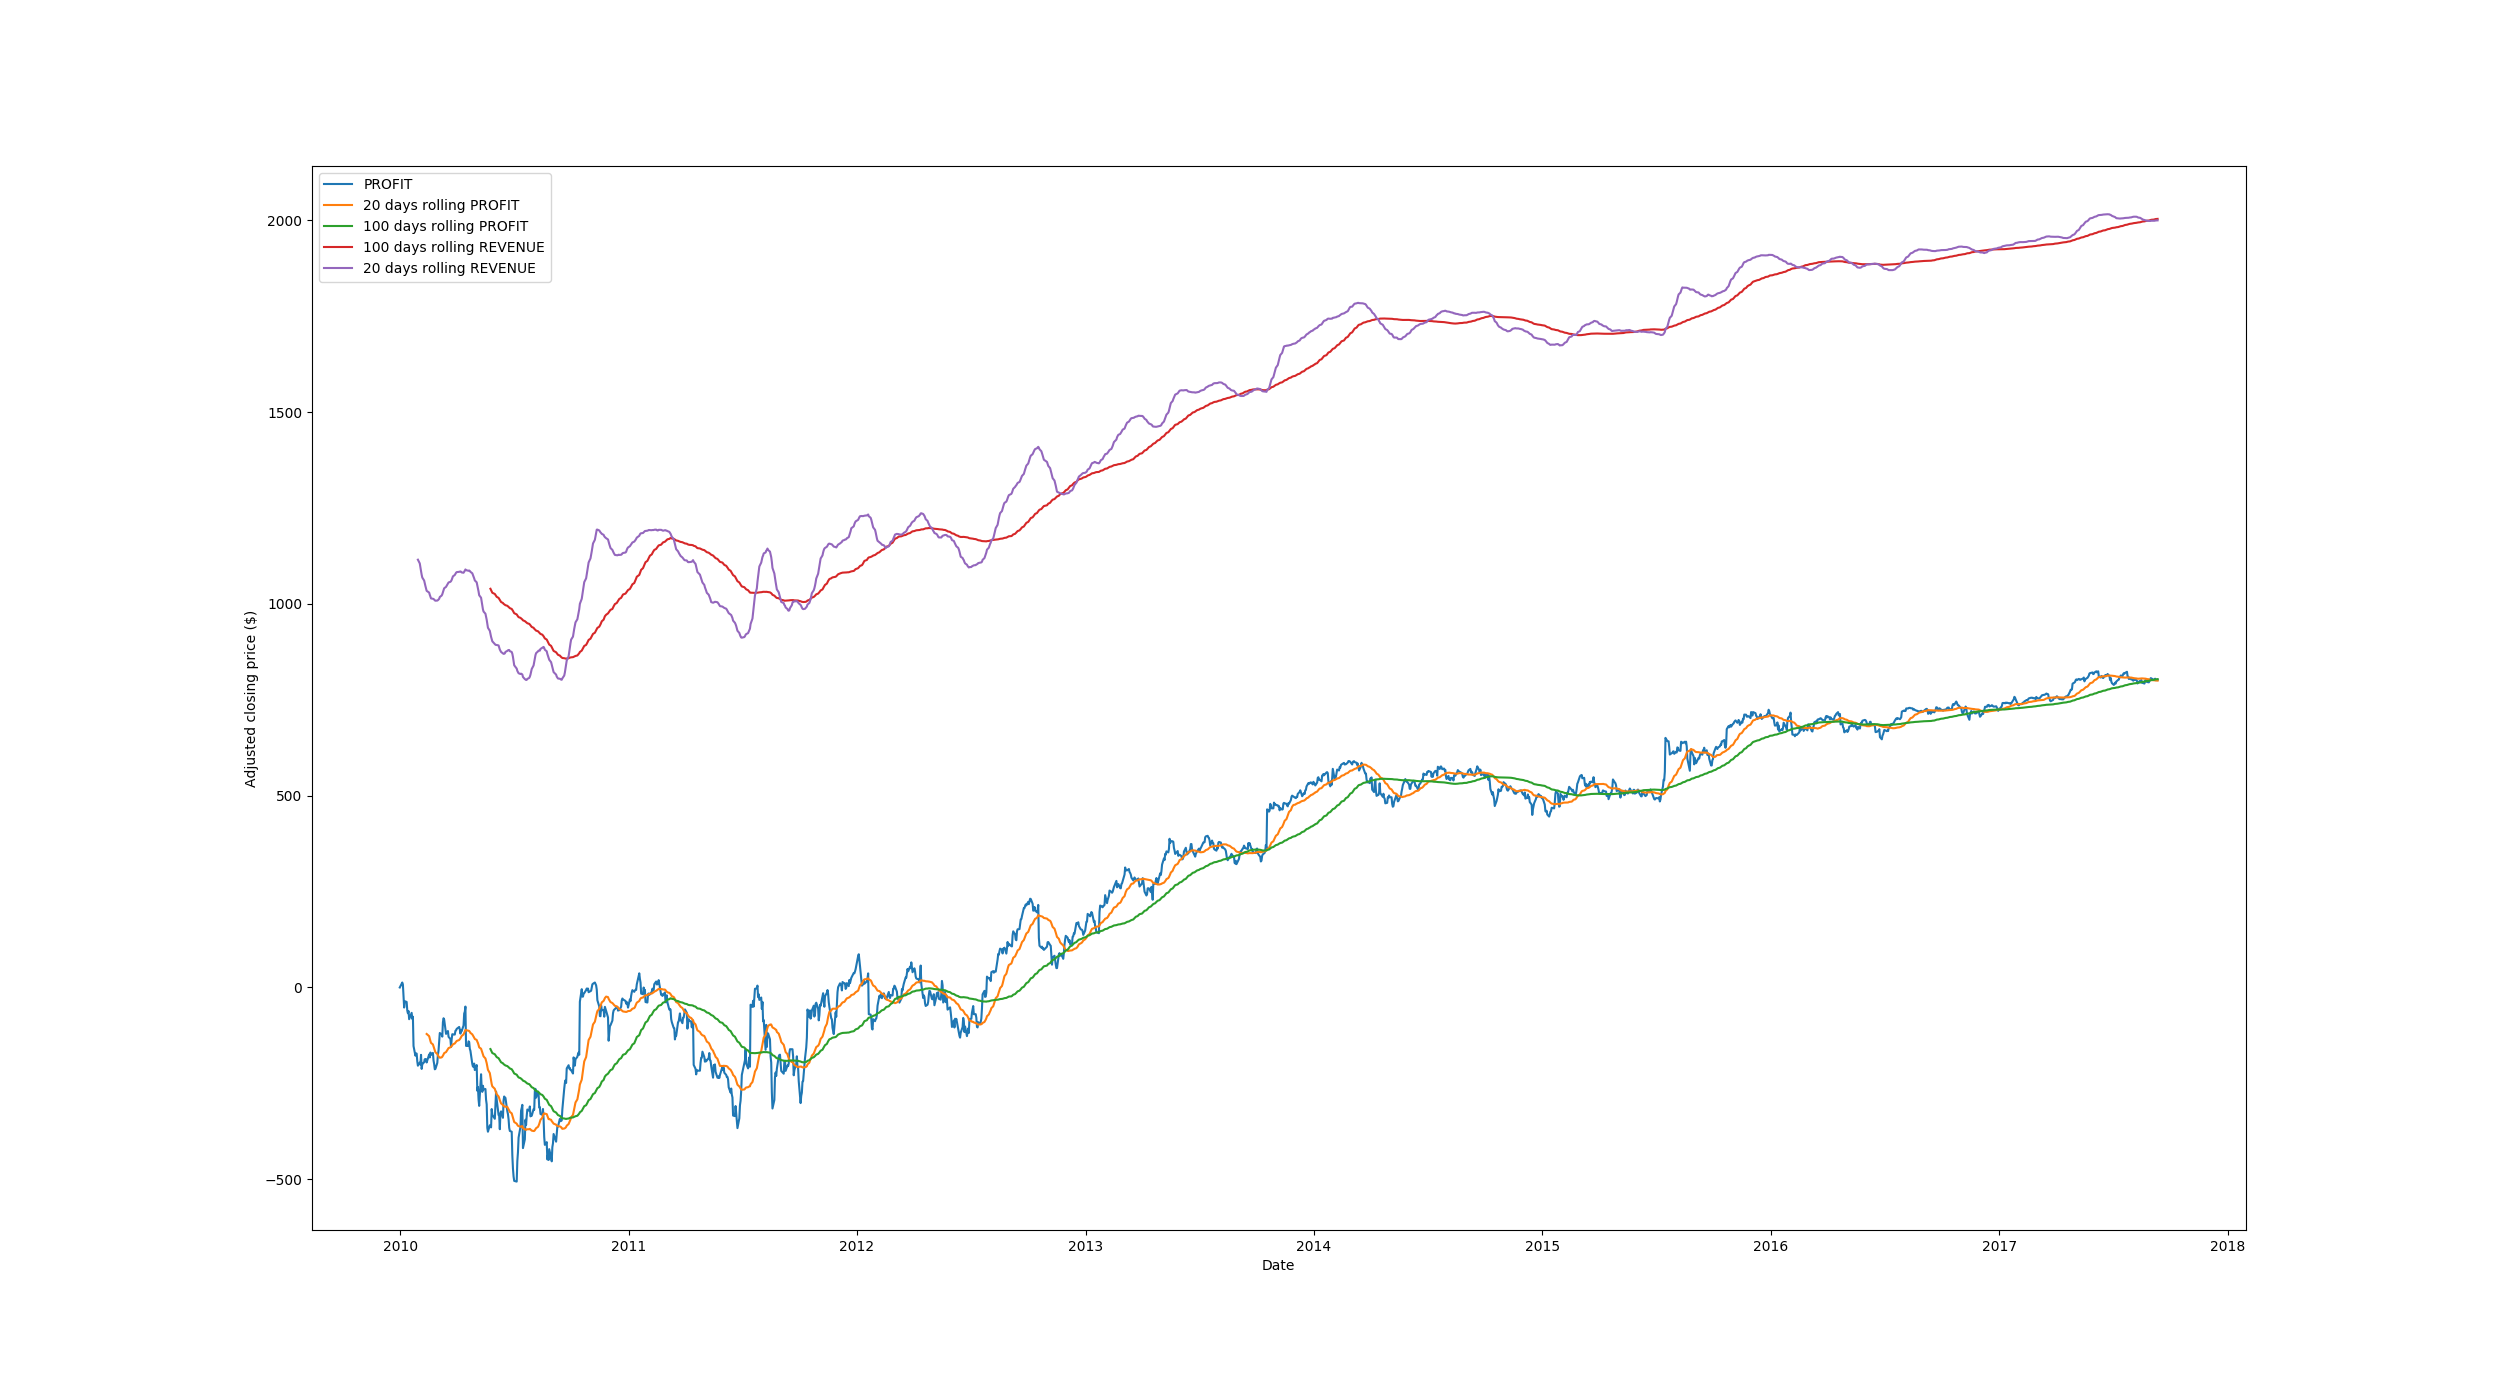 PROFIT
20 days rolling PROFIT
100 days rolling PROFIT
100 days rolling REVENUE
20 days rolling REVENUE
2000
1500
1000
500
0
−500
Adjusted closing price ($)
2010 2011 2012 2013 2014 2015 2016 2017 2018
Date